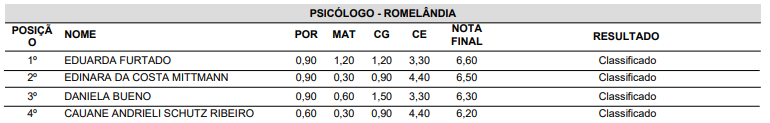 PSICÓLOGO - ROMELÂNDIA
POSIÇÃO NOME POR MAT CG CE NOTA FINAL RESULTADO
1º EDUARDA FURTADO 0,90 1,20 1,20 3,30 6,60 Classificado
2º EDINARA DA COSTA MITTMANN 0,90 0,30 0,90 4,40 6,50 Classificado
3º DANIELA BUENO 0,90 0,60 1,50 3,30 6,30 Classificado
4º CAUANE ANDRIELI SCHUTZ RIBEIRO 0,60 0,30 0,90 4,40 6,20 Classificado